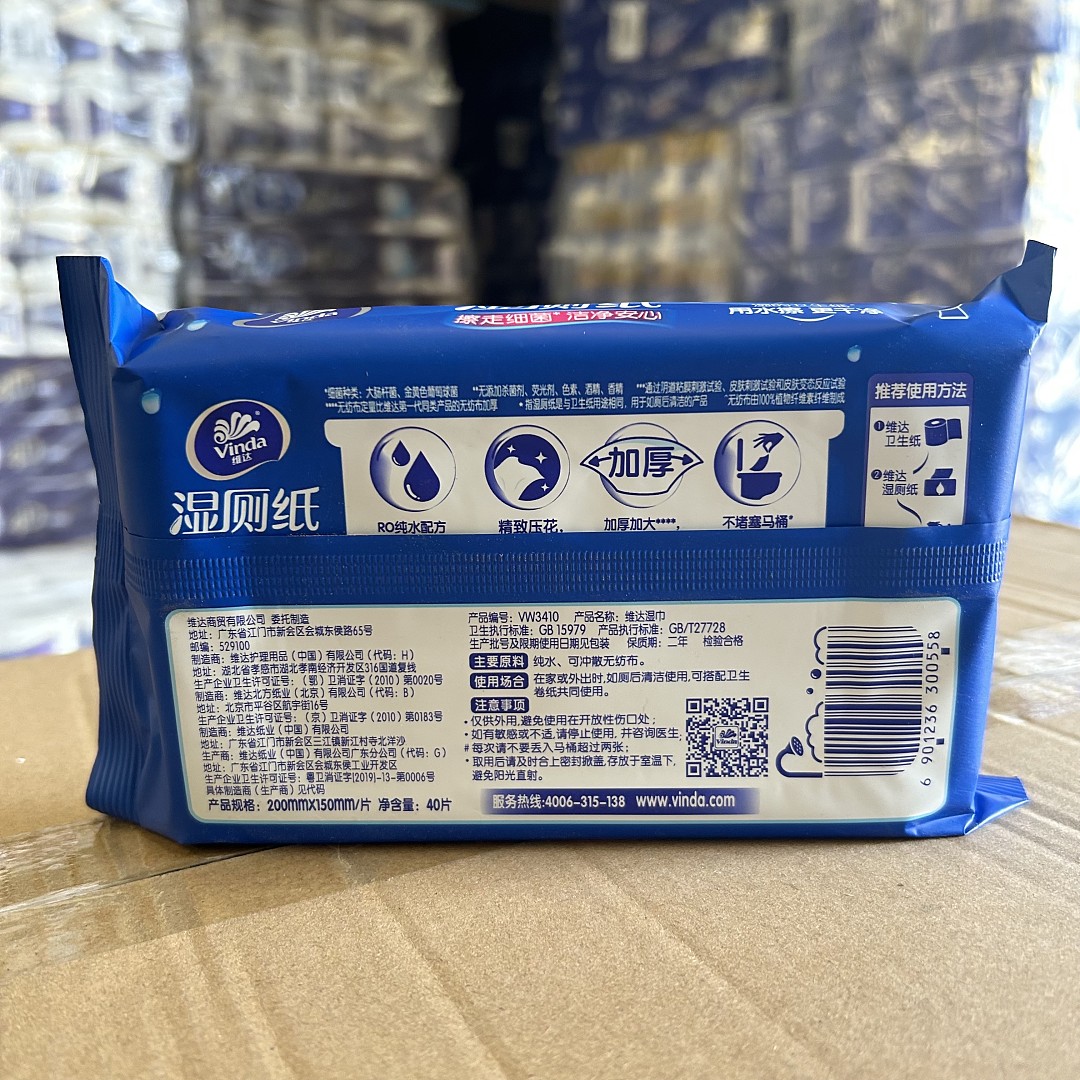 擦走细菌* 洁净安心
用水擦 更干净
*细菌种类：大肠杆菌、金黄色葡萄球菌 **无添加杀菌剂、荧光剂、色素、酒精、香精 ***通过阴道粘膜刺激试验、皮肤刺激试验和皮肤变态反应试验
****无纺布定量比维达第一代同类产品的无纺布加厚 •指湿厕纸是与卫生纸用途相同，用于如厕后清洁的产品 ^无纺布由100%植物纤维素纤维制成
Vinda
维达
湿厕纸
加厚
RO纯水配方
精致压花，
加厚加大****，
不堵塞马桶*
推荐使用方法
①维达
卫生纸
②维达
湿厕纸
维达商贸有限公司 委托制造
地址：广东省江门市新会区会城东侯路65号
邮编：529100
制造商：维达护理用品（中国）有限公司（代码：H）
地址：湖北省孝感市湖北孝南经济开发区316国道复线
生产企业卫生许可证号：（鄂）卫消证字（2010）第0020号
制造商：维达北方纸业（北京）有限公司（代码：B）
地址：北京市平谷区航宇街16号
生产企业卫生许可证号：（京）卫消证字（2010）第0183号
制造商：维达纸业（中国）有限公司
地址：广东省江门市新会区三江镇新江村寺北洋沙
生产商：维达纸业（中国）有限公司广东分公司（代码：G）
地址：广东省江门市新会区会城东侯工业开发区
生产企业卫生许可证号：粤卫消证字[2019]-13-第0006号
具体制造商（生产商）见代码
产品规格：200mmX150mm/片 净含量：40片
产品编号：VW3410 产品名称：维达湿巾
卫生执行标准：GB 15979 产品执行标准：GB/T27728
生产批号及限期使用日期见包装 保质期：二年 检验合格
主要原料 纯水、可冲散无纺布。
使用场合 在家或外出时,如厕后清洁使用,可搭配卫生
卷纸共同使用。
注意事项
•仅供外用,避免使用在开放性伤口处；
•如有敏感或不适,请停止使用,并咨询医生；
#每次请不要丢入马桶超过两张；
•取用后请及时合上密封掀盖,存放于室温下,
避免阳光直射。
Vinda
服务热线:4006-315-138 www.vinda.com
6 901236 300558